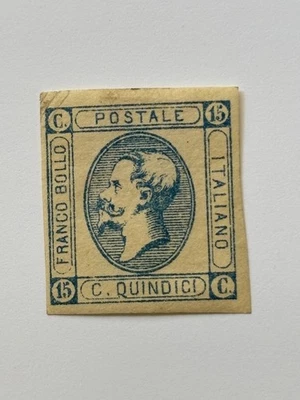 C. POSTALE 15
FRANCO BOLLO
ITALIANO
15 C. QUINDICI C.